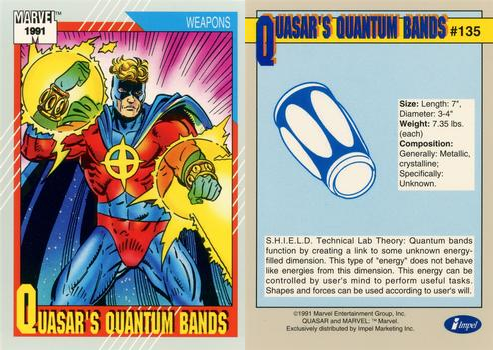 MARVEL™
1991
WEAPONS
QUASAR'S QUANTUM BANDS
QUASAR'S QUANTUM BANDS
#135
Size: Length: 7",
Diameter: 3-4"
Weight: 7.35 lbs.
(each)
Composition:
Generally: Metallic,
crystalline;
Specifically:
Unknown.
S.H.I.E.L.D. Technical Lab Theory: Quantum bands
function by creating a link to some unknown energy-
filled dimension. This type of "energy" does not behave
like energies from this dimension. This energy can be
controlled by user's mind to perform useful tasks.
Shapes and forces can be used according to user's will.
©1991 Marvel Entertainment Group, Inc.
QUASAR and MARVEL: ™ Marvel.
Exclusively distributed by Impel Marketing Inc.
Impel